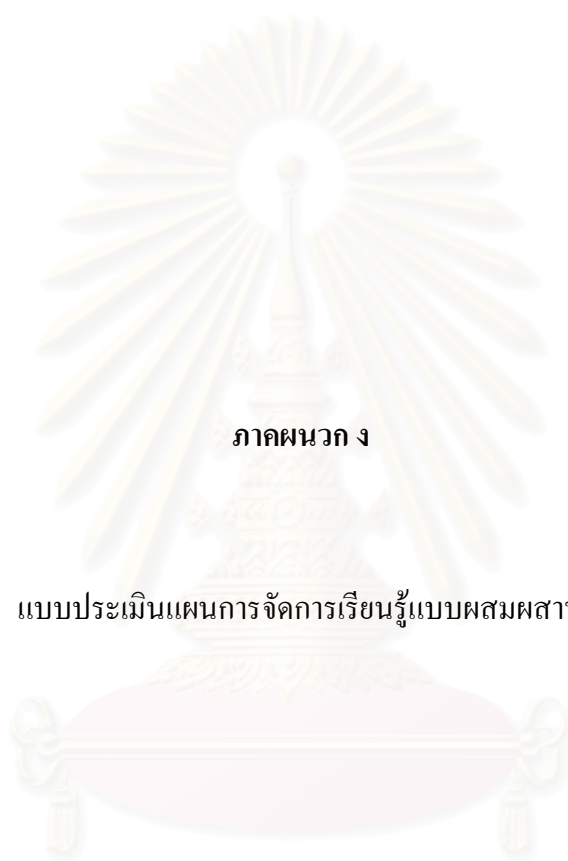 ภาคผนวก ง
แบบประเมินแผนการจัดการเรียนรู้แบบผสมผสาน